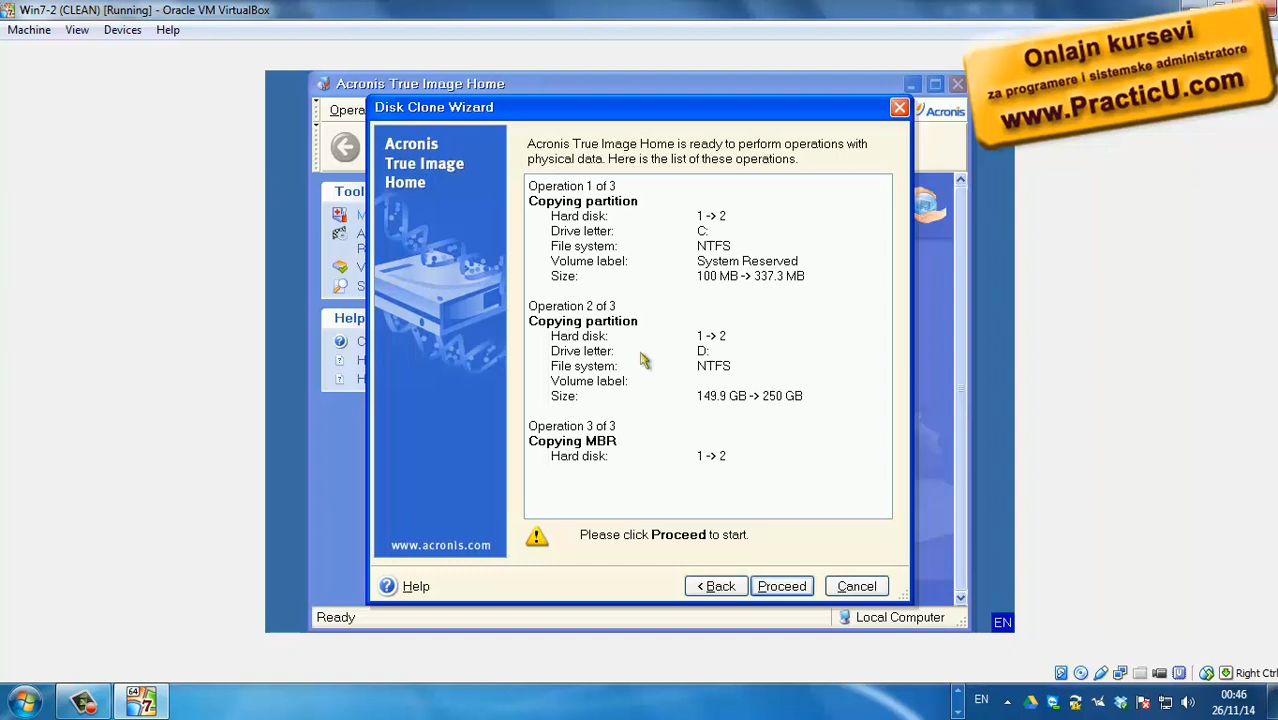 Win7-2 (CLEAN) [Running] - Oracle VM VirtualBox
Machine View Devices Help
Onlajn kursevi
za programere i sistemske administratore
www.PracticU.com
Acronis True Image Home
Opera
Acronis
Disk Clone Wizard
Acronis
True Image
Home
Acronis True Image Home is ready to perform operations with
physical data. Here is the list of these operations.
Tool
M
R
V
S
Help
C
H
H
Operation 1 of 3
Copying partition
Hard disk: 1 -> 2
Drive letter: C:
File system: NTFS
Volume label: System Reserved
Size: 100 MB -> 337.3 MB
Operation 2 of 3
Copying partition
Hard disk: 1 -> 2
Drive letter: D:
File system: NTFS
Volume label:
Size: 149.9 GB -> 250 GB
Operation 3 of 3
Copying MBR
Hard disk: 1 -> 2
www.acronis.com
Please click Proceed to start.
Help
< Back Proceed Cancel
Ready Local Computer
EN
Right Ctrl
64
7
EN
00:46
26/11/14